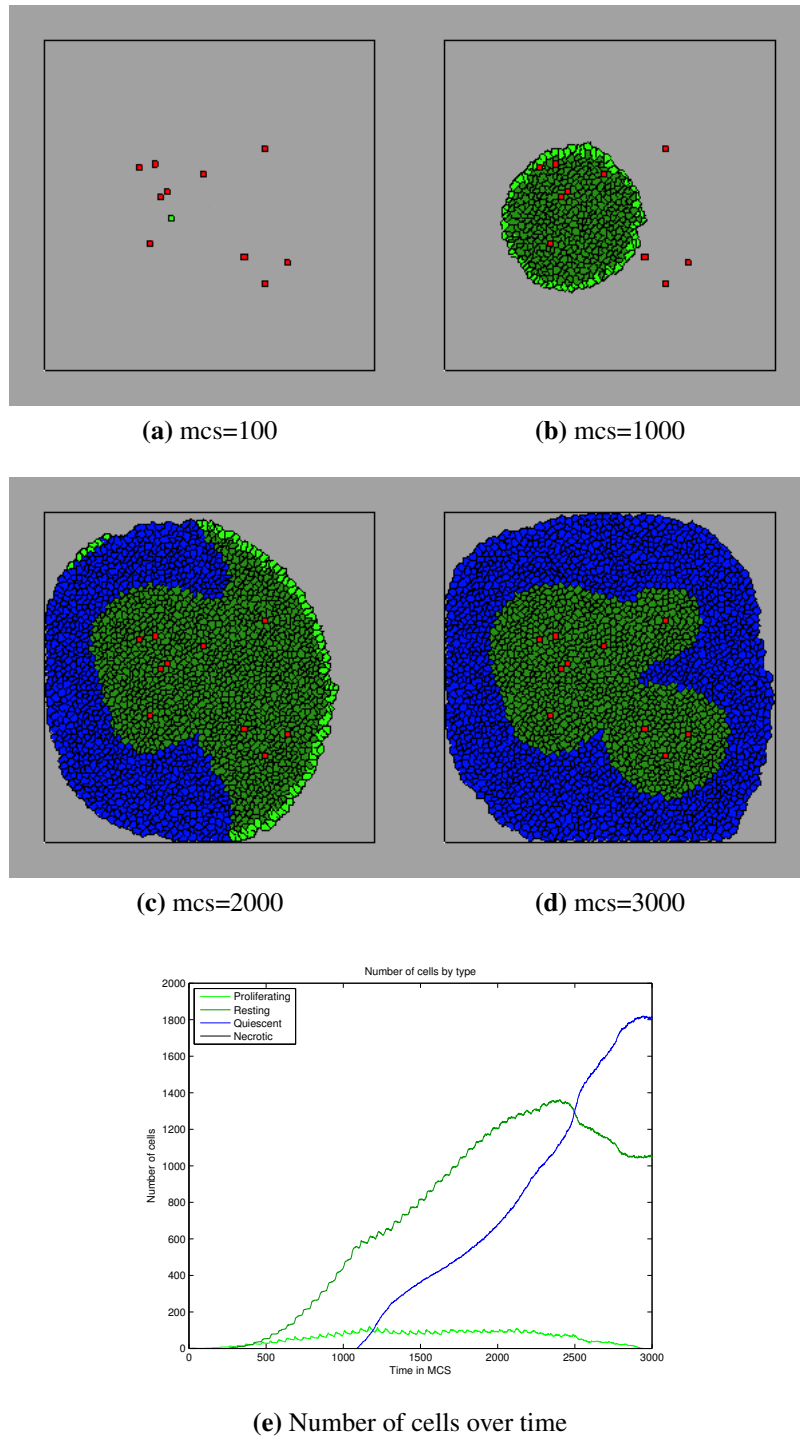 (a) mcs=100
(b) mcs=1000
(c) mcs=2000
(d) mcs=3000
Number of cells by type
2000
1800
1600
1400
1200
1000
800
600
400
200
0
Number of cells
Proliferating
Resting
Quiescent
Necrotic
0 500 1000 1500 2000 2500 3000
Time in MCS
(e) Number of cells over time